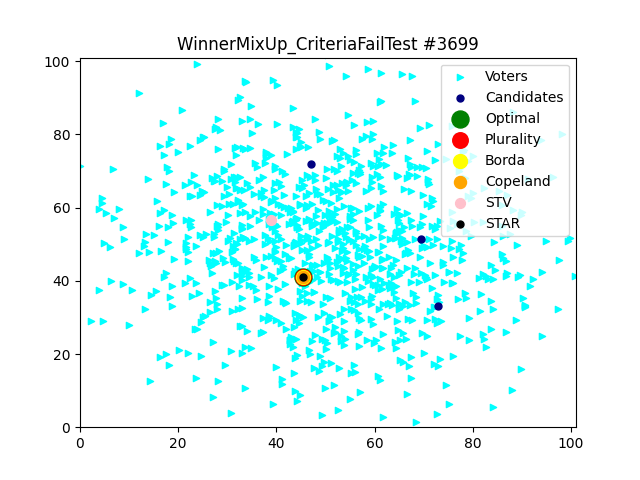 WinnerMixUp_CriteriaFailTest #3699
100
80
60
40
20
0
0 20 40 60 80 100
Voters
Candidates
Optimal
Plurality
Borda
Copeland
STV
STAR